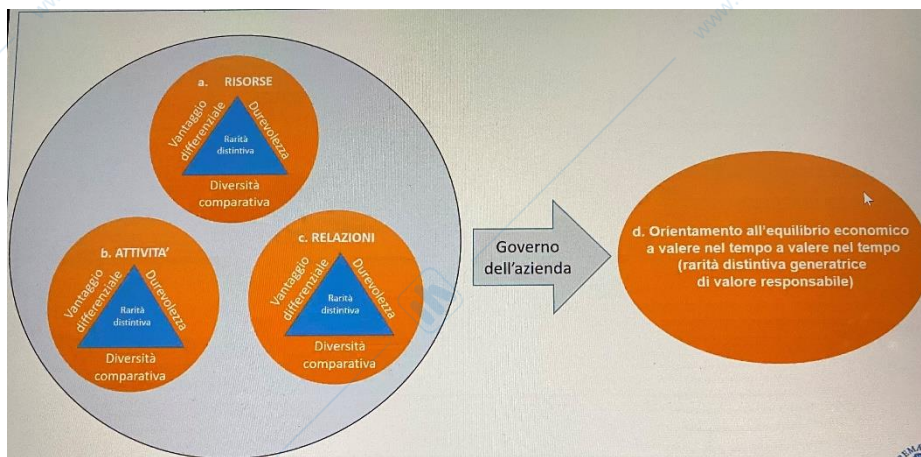 a. RISORSE
Vantaggio
differenziale
Durevolezza
Rarità
distintiva
Diversità
comparativa
b. ATTIVITA'
Vantaggio
differenziale
Durevolezza
Rarità
distintiva
Diversità
comparativa
c. RELAZIONI
Vantaggio
differenziale
Durevolezza
Rarità
distintiva
Diversità
comparativa
Governo
dell'azienda
d. Orientamento all'equilibrio economico
a valere nel tempo a valere nel tempo
(rarità distintiva generatrice
di valore responsabile)
www.